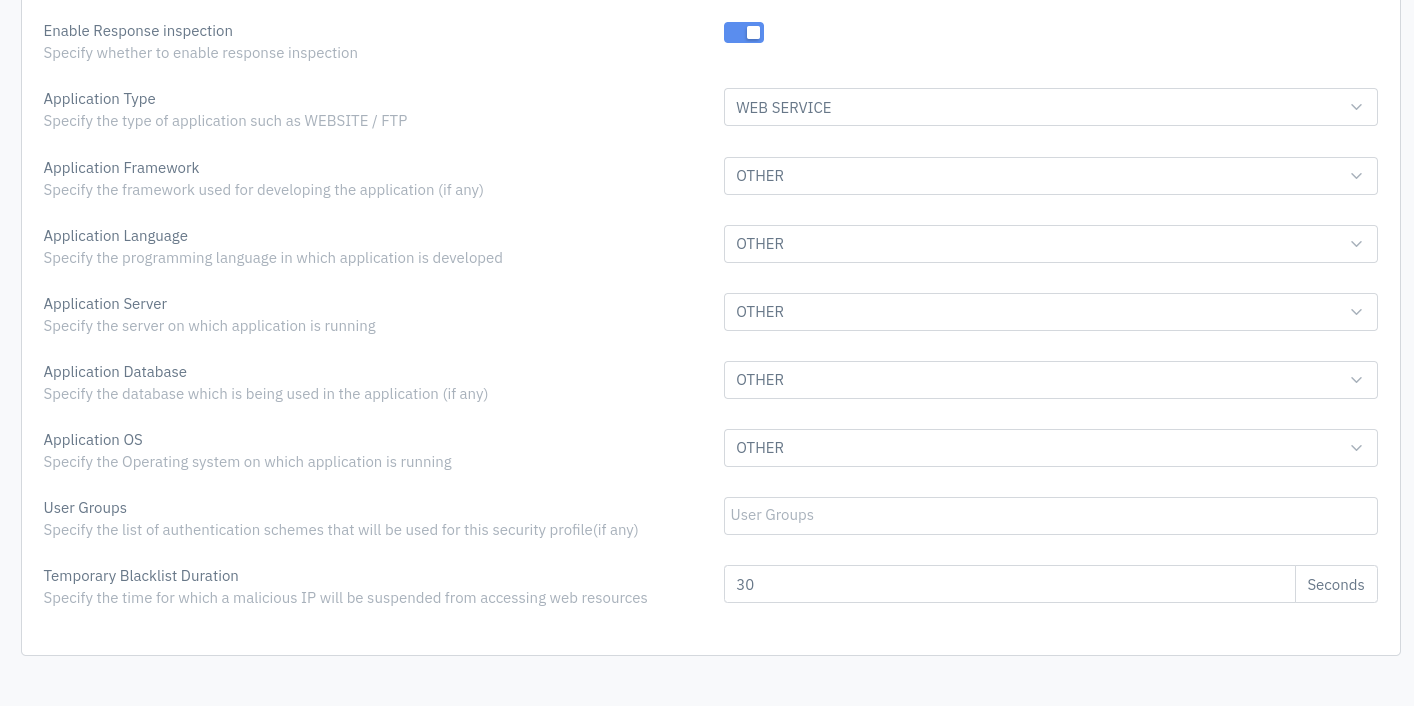 Enable Response inspection
Specify whether to enable response inspection
Application Type
Specify the type of application such as WEBSITE / FTP
WEB SERVICE
Application Framework
Specify the framework used for developing the application (if any)
OTHER
Application Language
Specify the programming language in which application is developed
OTHER
Application Server
Specify the server on which application is running
OTHER
Application Database
Specify the database which is being used in the application (if any)
OTHER
Application OS
Specify the Operating system on which application is running
OTHER
User Groups
Specify the list of authentication schemes that will be used for this security profile(if any)
User Groups
Temporary Blacklist Duration
Specify the time for which a malicious IP will be suspended from accessing web resources
30
Seconds